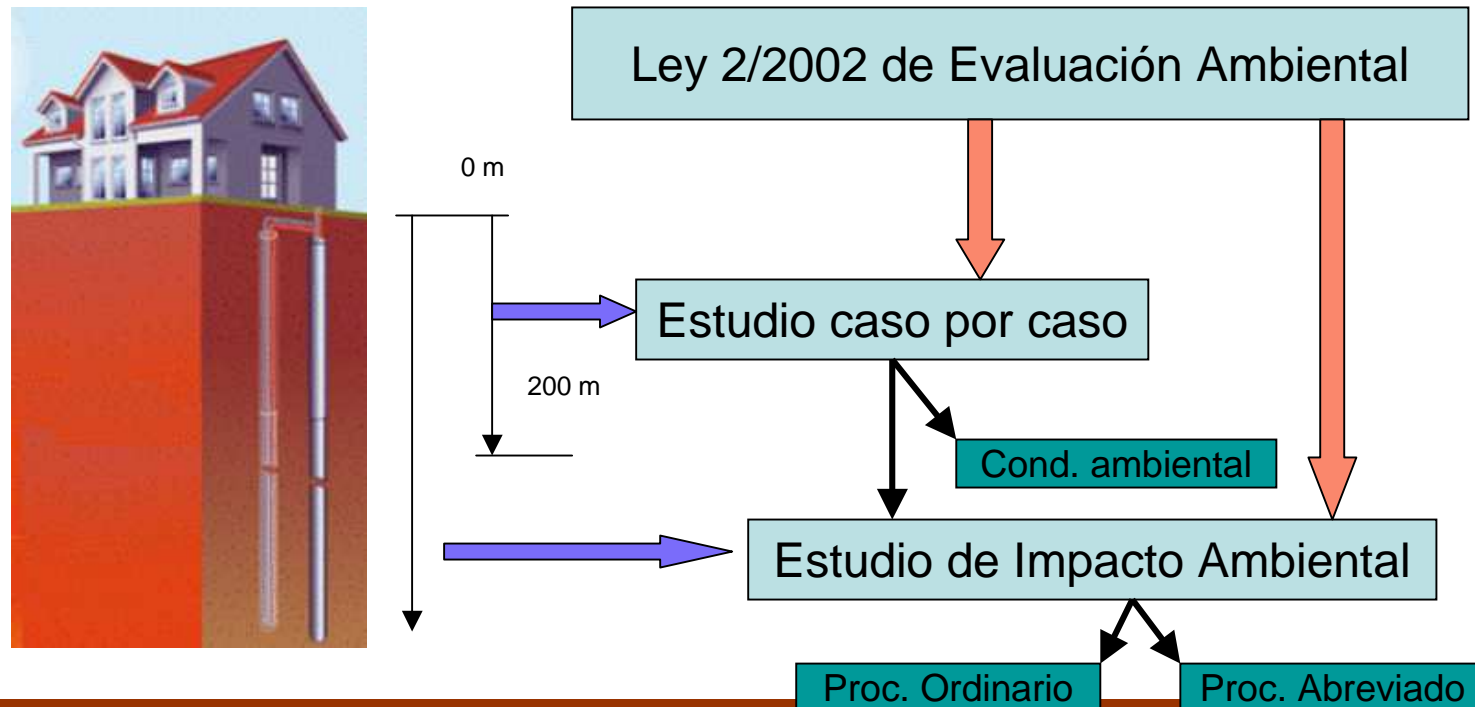 Ley 2/2002 de Evaluación Ambiental
0 m
Estudio caso por caso
200 m
Cond. ambiental
Estudio de Impacto Ambiental
Proc. Ordinario
Proc. Abreviado